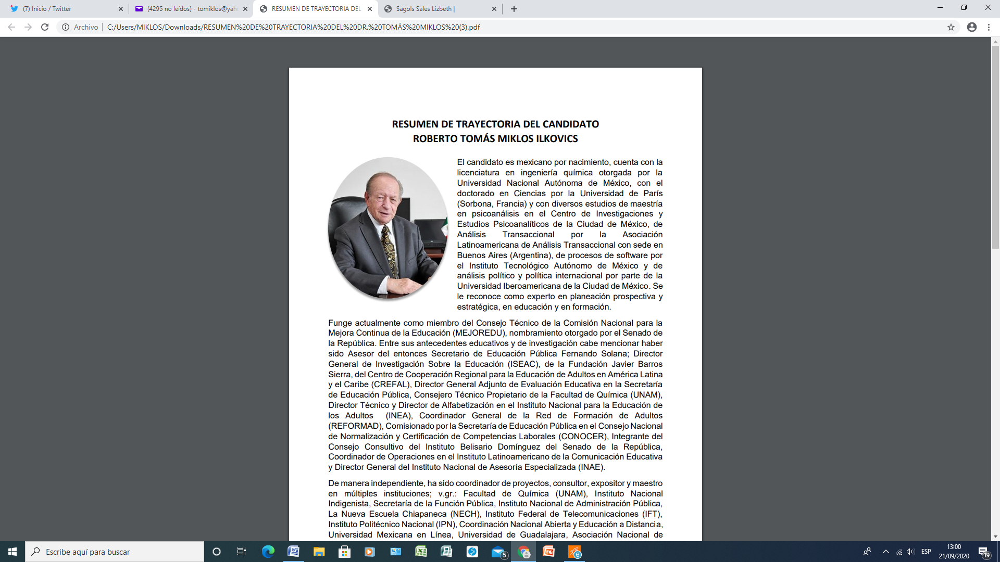 (7) Inicio / Twitter
(4295 no leídos) - tomiklos@yah
RESUMEN DE TRAYECTORIA DEL
Sagols Sales Lizbeth |
Archivo
C:/Users/MIKLOS/Downloads/RESUMEN%20DE%20TRAYECTORIA%20DEL%20DR.%20TOMÁS%20MIKLOS%20(3).pdf
RESUMEN DE TRAYECTORIA DEL CANDIDATO
ROBERTO TOMÁS MIKLOS ILKOVICS
El candidato es mexicano por nacimiento, cuenta con la
licenciatura en ingeniería química otorgada por la
Universidad Nacional Autónoma de México, con el
doctorado en Ciencias por la Universidad de París
(Sorbona, Francia) y con diversos estudios de maestría
en psicoanálisis en el Centro de Investigaciones y
Estudios Psicoanalíticos de la Ciudad de México, de
Análisis Transaccional por la Asociación
Latinoamericana de Análisis Transaccional con sede en
Buenos Aires (Argentina), de procesos de software por
el Instituto Tecnológico Autónomo de México y de
análisis político y política internacional por parte de la
Universidad Iberoamericana de la Ciudad de México. Se
le reconoce como experto en planeación prospectiva y
estratégica, en educación y en formación.
Funge actualmente como miembro del Consejo Técnico de la Comisión Nacional para la
Mejora Continua de la Educación (MEJOREDU), nombramiento otorgado por el Senado de
la República. Entre sus antecedentes educativos y de investigación cabe mencionar haber
sido Asesor del entonces Secretario de Educación Pública Fernando Solana; Director
General de Investigación Sobre la Educación (ISEAC), de la Fundación Javier Barros
Sierra, del Centro de Cooperación Regional para la Educación de Adultos en América Latina
y el Caribe (CREFAL), Director General Adjunto de Evaluación Educativa en la Secretaría
de Educación Pública, Consejero Técnico Propietario de la Facultad de Química (UNAM),
Director Técnico y Director de Alfabetización en el Instituto Nacional para la Educación de
los Adultos (INEA), Coordinador General de la Red de Formación de Adultos
(REFORMAD), Comisionado por la Secretaría de Educación Pública en el Consejo Nacional
de Normalización y Certificación de Competencias Laborales (CONOCER), Integrante del
Consejo Consultivo del Instituto Belisario Domínguez del Senado de la República,
Coordinador de Operaciones en el Instituto Latinoamericano de la Comunicación Educativa
y Director General del Instituto Nacional de Asesoría Especializada (INAE).
De manera independiente, ha sido coordinador de proyectos, consultor, expositor y maestro
en múltiples instituciones; v.gr.: Facultad de Química (UNAM), Instituto Nacional
Indigenista, Secretaría de la Función Pública, Instituto Nacional de Administración Pública,
La Nueva Escuela Chiapaneca (NECH), Instituto Federal de Telecomunicaciones (IFT),
Instituto Politécnico Nacional (IPN), Coordinación Nacional Abierta y Educación a Distancia,
Universidad Mexicana en Línea, Universidad de Guadalajara, Asociación Nacional de
Escribe aquí para buscar
5
6
ESP
13:00
21/09/2020
19